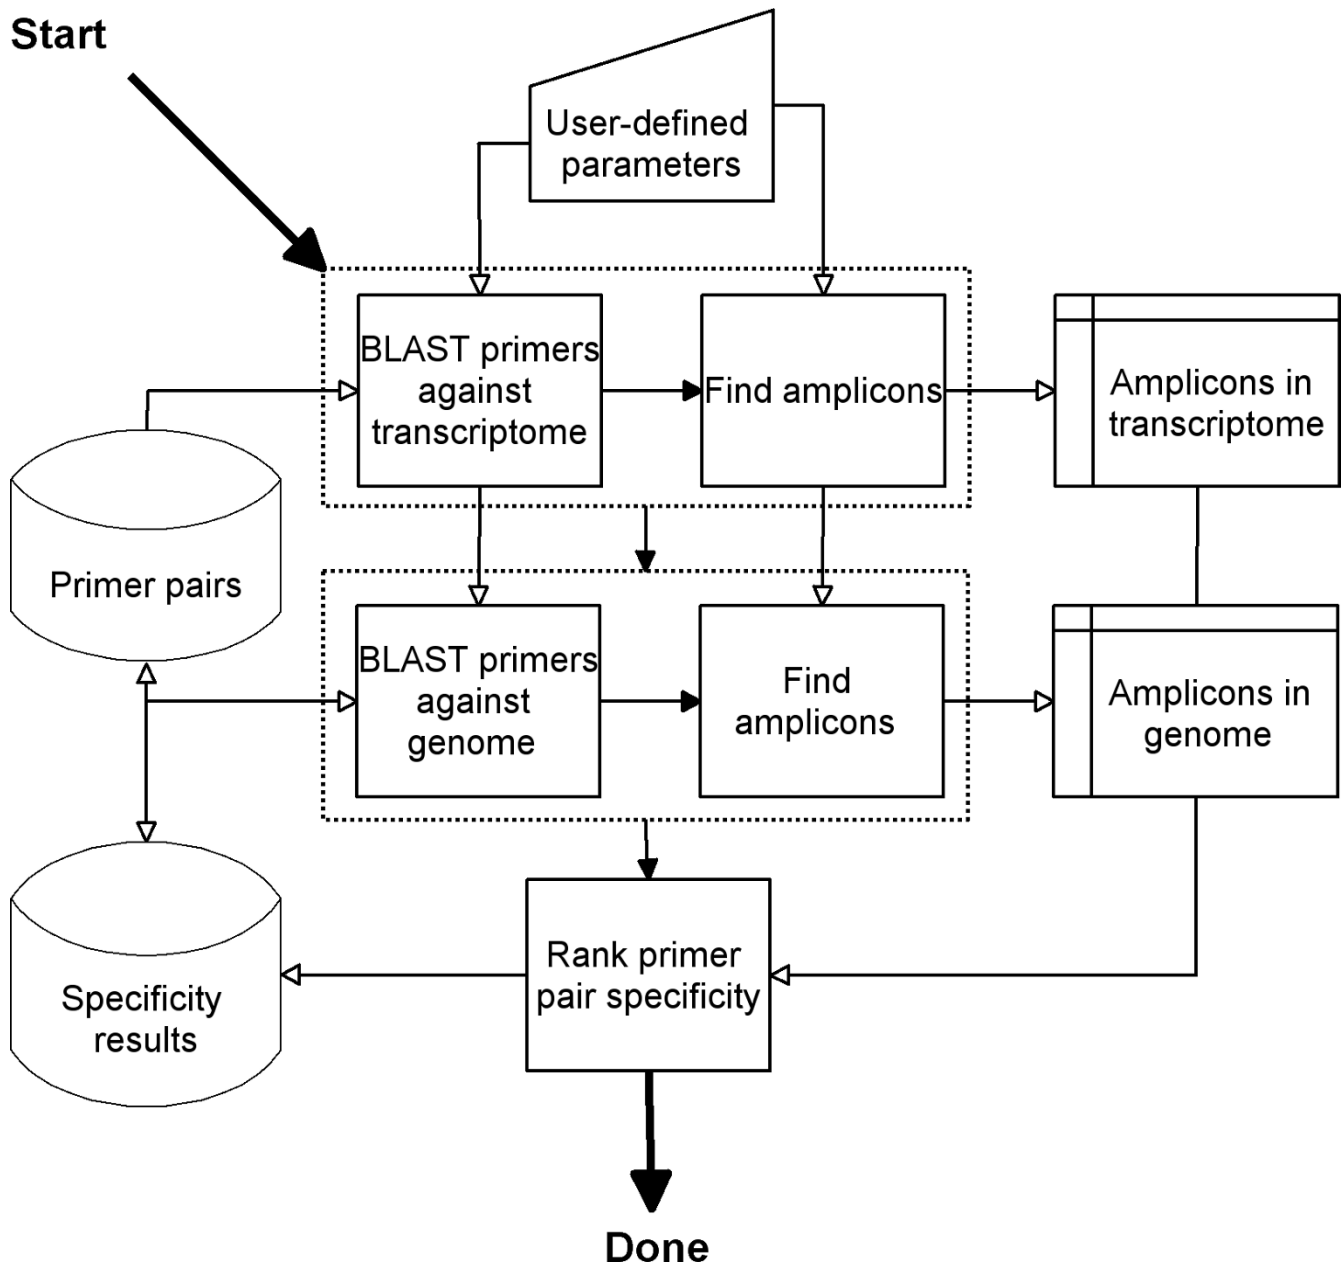 Start
User-defined
parameters
BLAST primers
against
transcriptome
Find amplicons
Amplicons in
transcriptome
Primer pairs
BLAST primers
against
genome
Find
amplicons
Amplicons in
genome
Rank primer
pair specificity
Specificity
results
Done